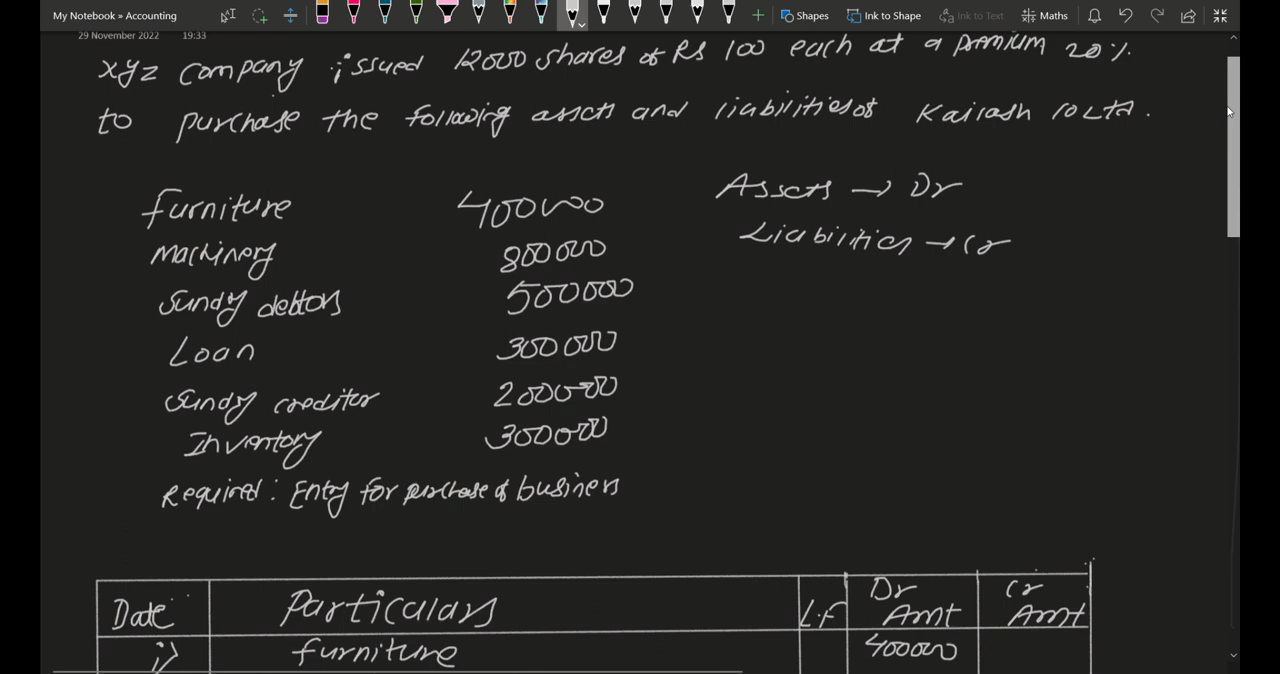 My Notebook » Accounting
Shapes
Ink to Shape
Ink to Text
Maths
29 November 2022 19:33
xyz company issued 12000 shares of Rs 100 each at a premium 20%
to purchase the following assets and liabilities of Kailash co LTd.
Furniture 400000
Machinery 800000
Sundy debtors 500000
Loan 300000
Sundy creditor 200000
Inventory 300000
Assets → Dr
Liabilities → Cr
Required: Entry for purchase of business
Date Particulars L.F Dr Amt Cr Amt
i) furniture 400000